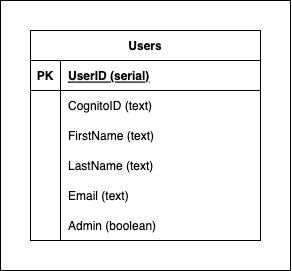 Users
PK UserID (serial)
CognitoID (text)
FirstName (text)
LastName (text)
Email (text)
Admin (boolean)